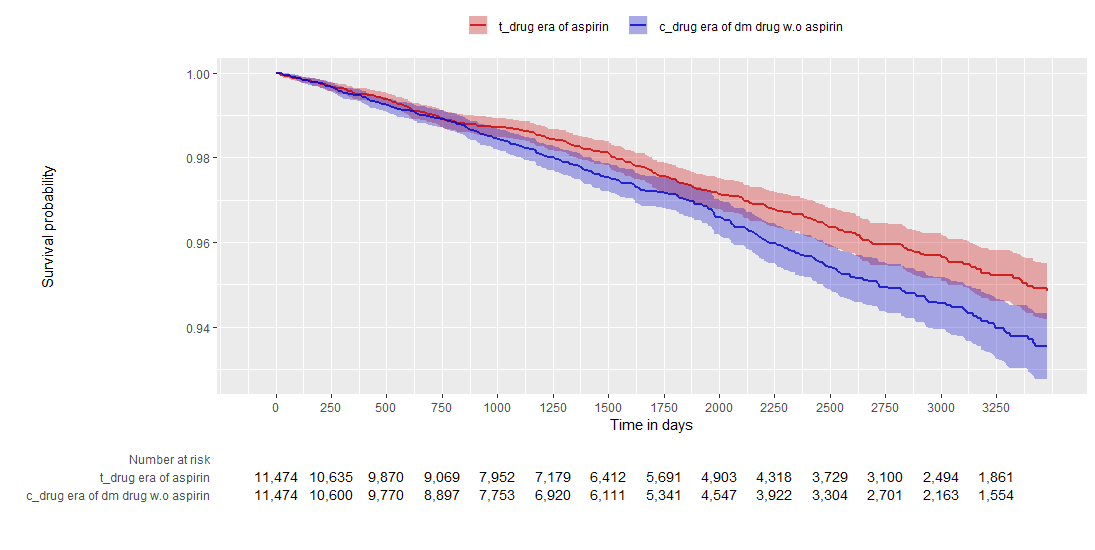 t_drug era of aspirin c_drug era of dm drug w.o aspirin
Survival probability
1.00
0.98
0.96
0.94
0 250 500 750 1000 1250 1500 1750 2000 2250 2500 2750 3000 3250
Time in days
Number at risk
t_drug era of aspirin 11,474 10,635 9,870 9,069 7,952 7,179 6,412 5,691 4,903 4,318 3,729 3,100 2,494 1,861
c_drug era of dm drug w.o aspirin 11,474 10,600 9,770 8,897 7,753 6,920 6,111 5,341 4,547 3,922 3,304 2,701 2,163 1,554